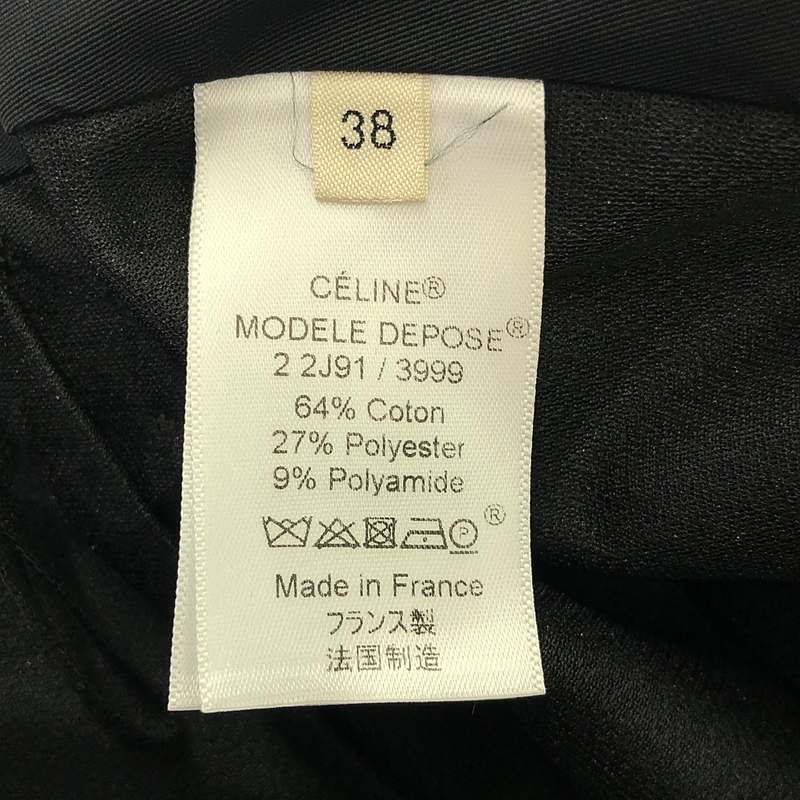 38
CÉLINE®
MODELE DEPOSE®
2 2J91 / 3999
64% Coton
27% Polyester
9% Polyamide
P ®
Made in France
フランス製
法国制造